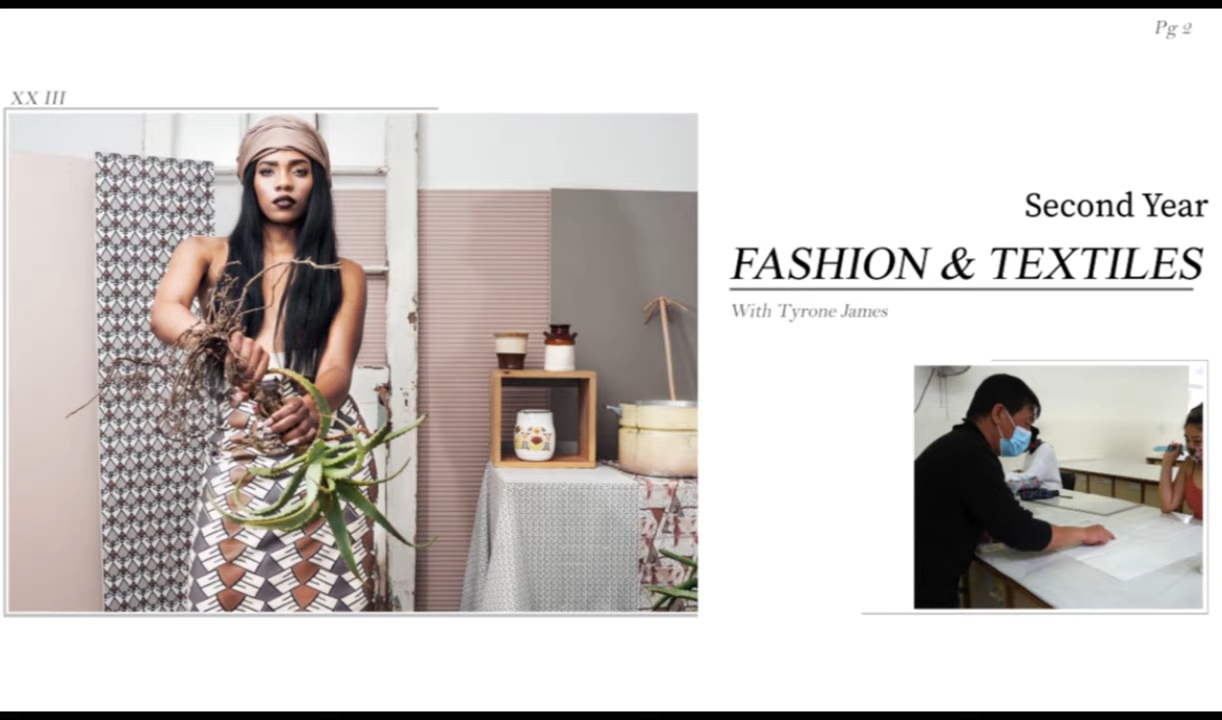 Pg 2
XX III
Second Year
FASHION & TEXTILES
With Tyrone James